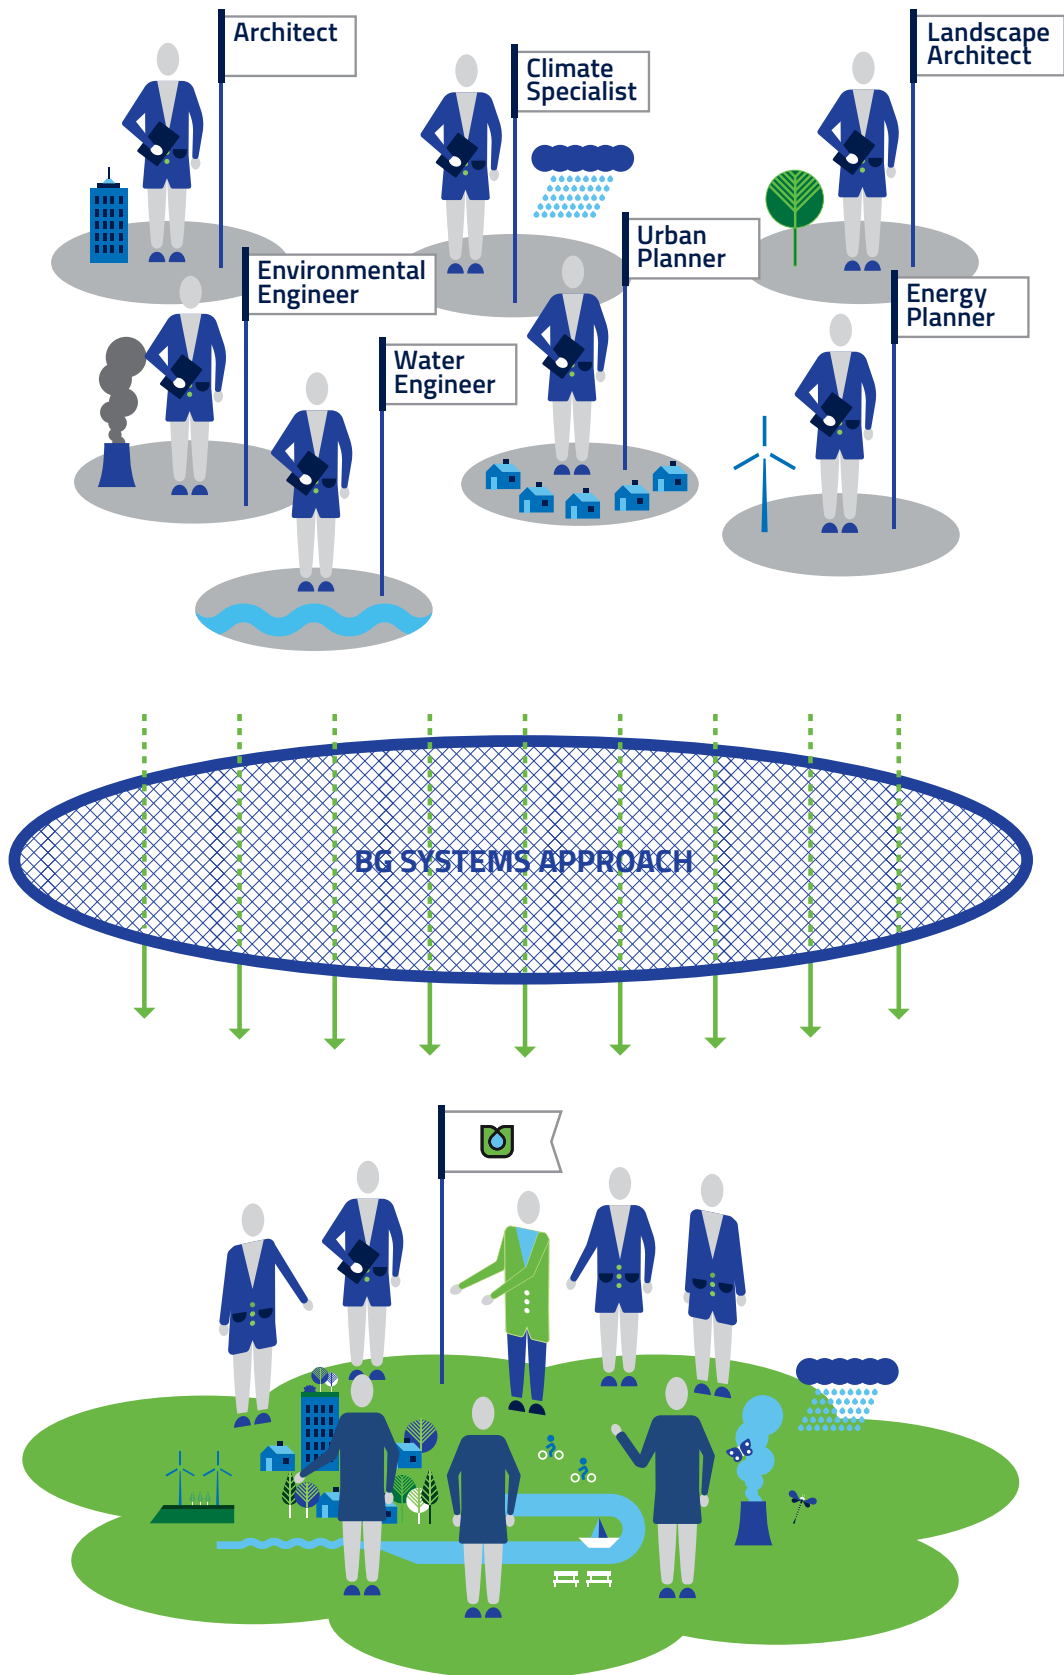 Architect
Climate
Specialist
Landscape
Architect
Urban
Planner
Environmental
Engineer
Energy
Planner
Water
Engineer
BG SYSTEMS APPROACH